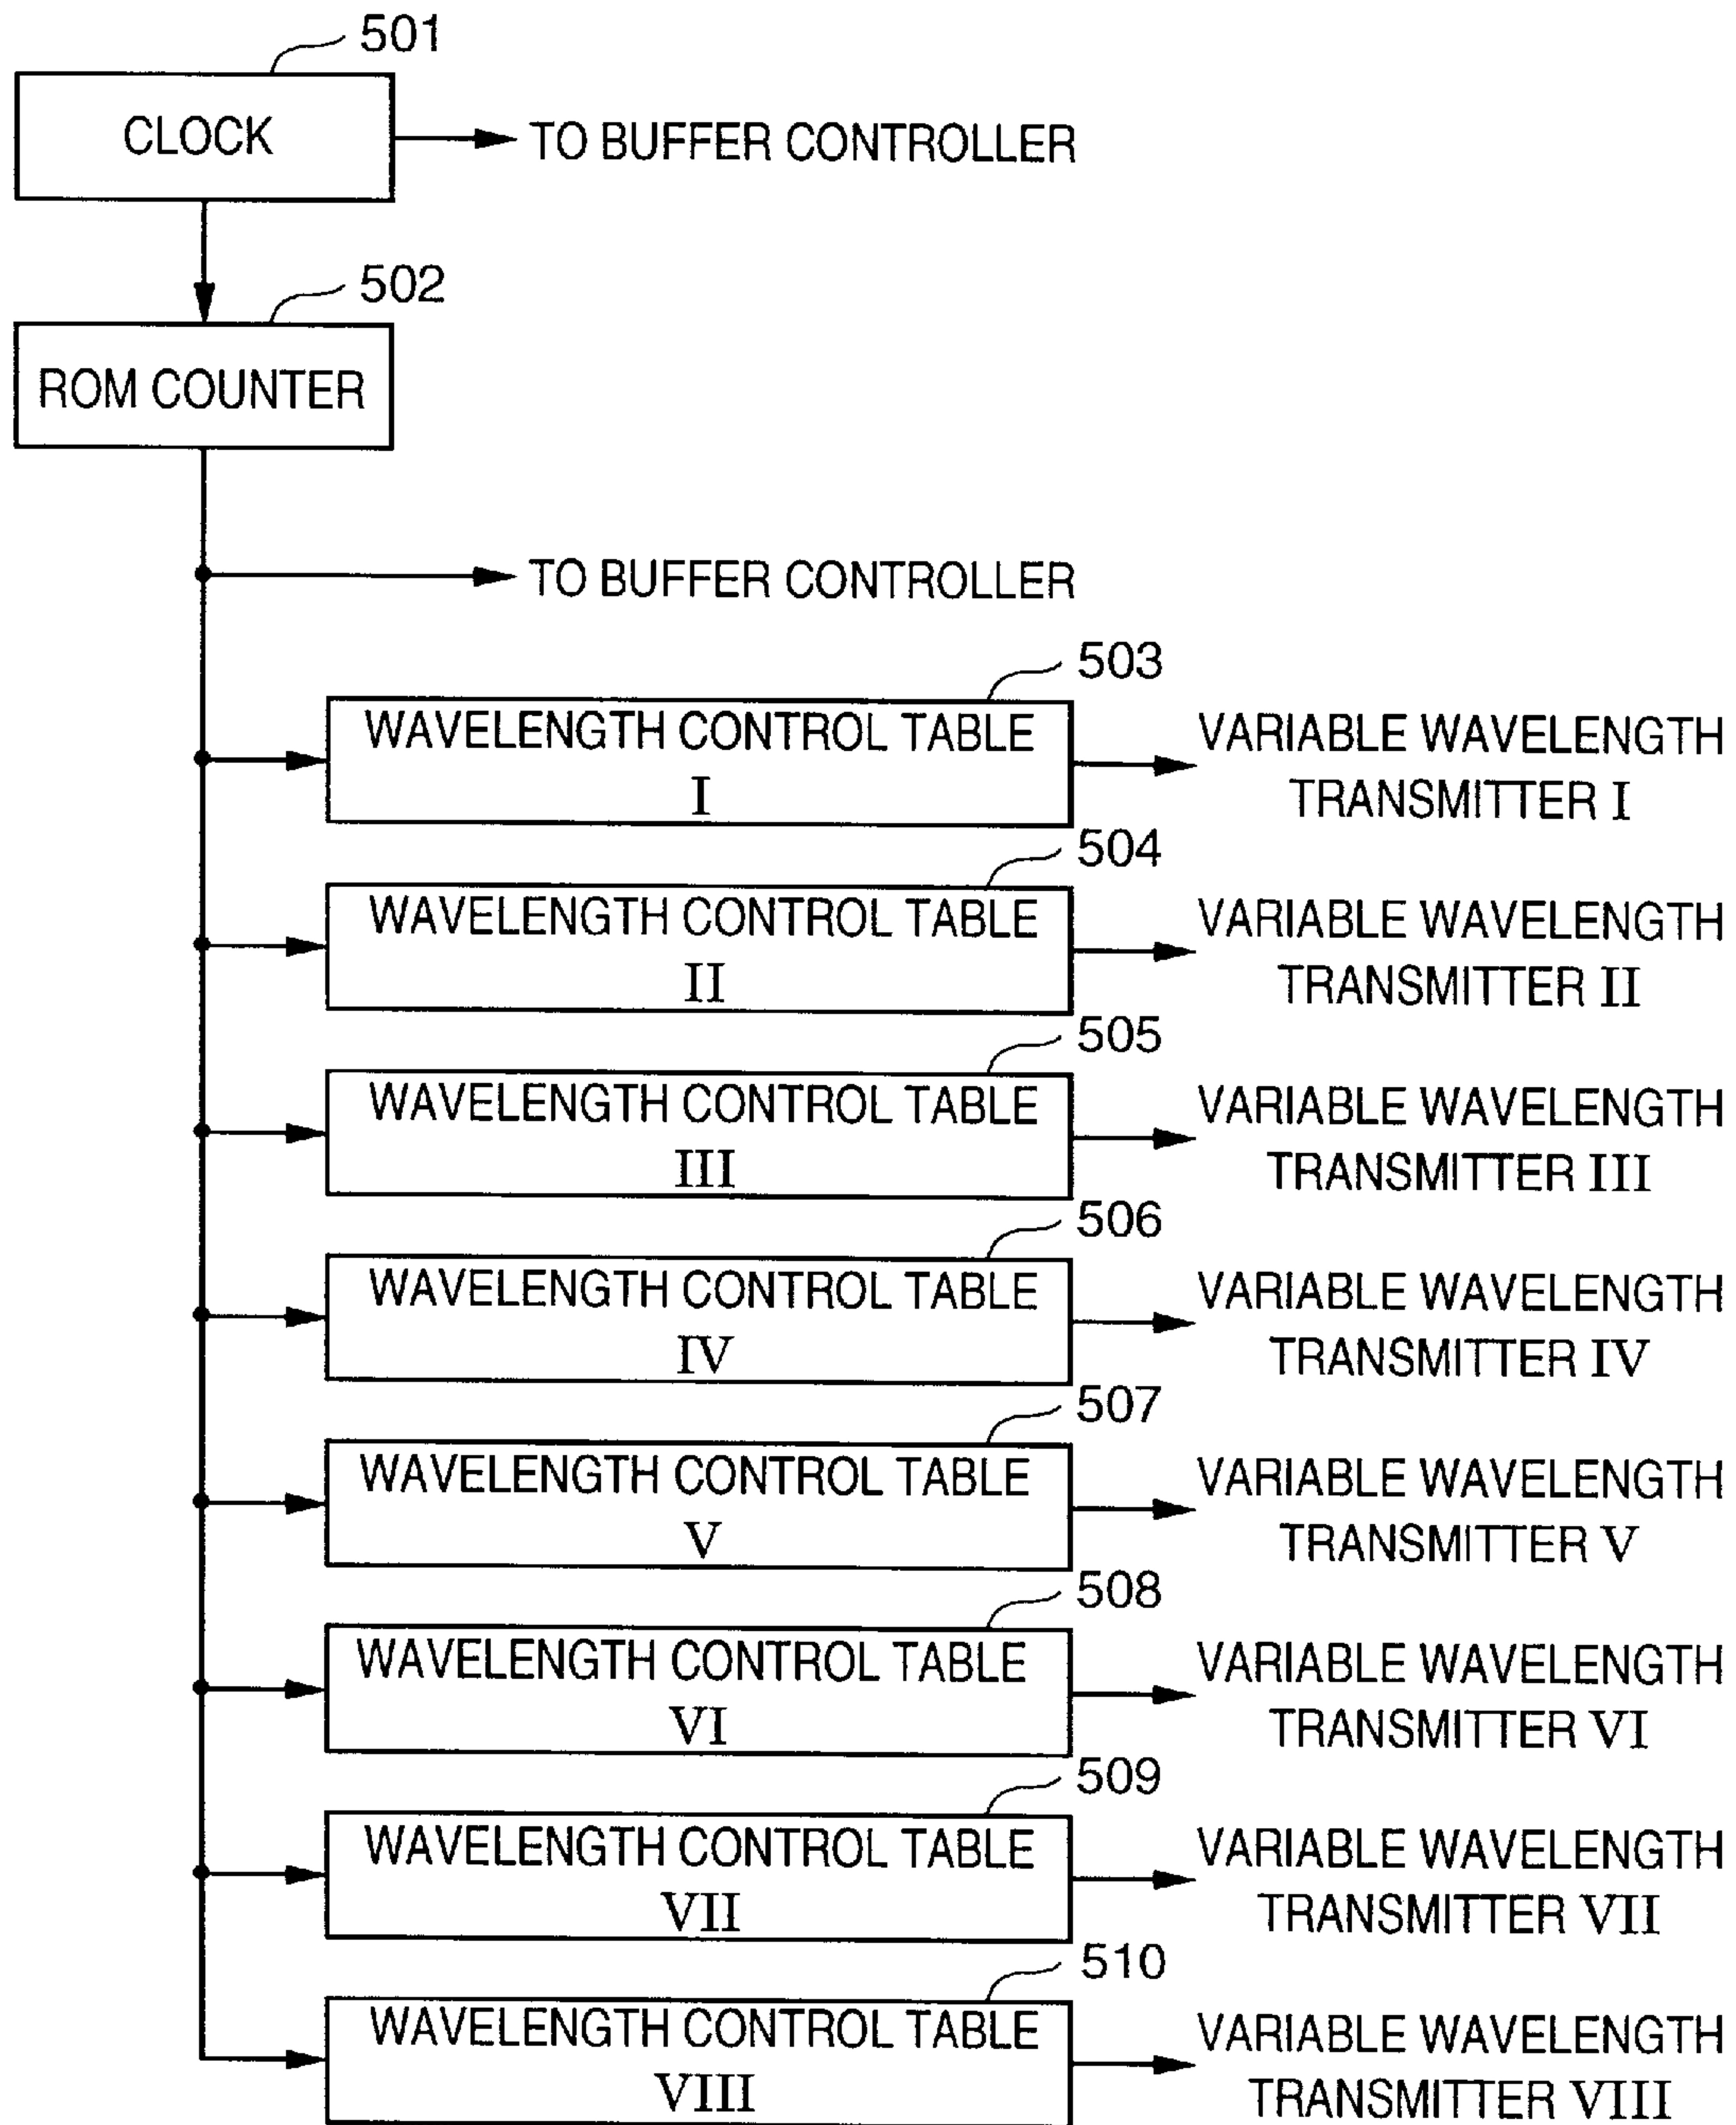 501
CLOCK
TO BUFFER CONTROLLER
502
ROM COUNTER
TO BUFFER CONTROLLER
503
WAVELENGTH CONTROL TABLE
I
VARIABLE WAVELENGTH
TRANSMITTER I
504
WAVELENGTH CONTROL TABLE
II
VARIABLE WAVELENGTH
TRANSMITTER II
505
WAVELENGTH CONTROL TABLE
III
VARIABLE WAVELENGTH
TRANSMITTER III
506
WAVELENGTH CONTROL TABLE
IV
VARIABLE WAVELENGTH
TRANSMITTER IV
507
WAVELENGTH CONTROL TABLE
V
VARIABLE WAVELENGTH
TRANSMITTER V
508
WAVELENGTH CONTROL TABLE
VI
VARIABLE WAVELENGTH
TRANSMITTER VI
509
WAVELENGTH CONTROL TABLE
VII
VARIABLE WAVELENGTH
TRANSMITTER VII
510
WAVELENGTH CONTROL TABLE
VIII
VARIABLE WAVELENGTH
TRANSMITTER VIII